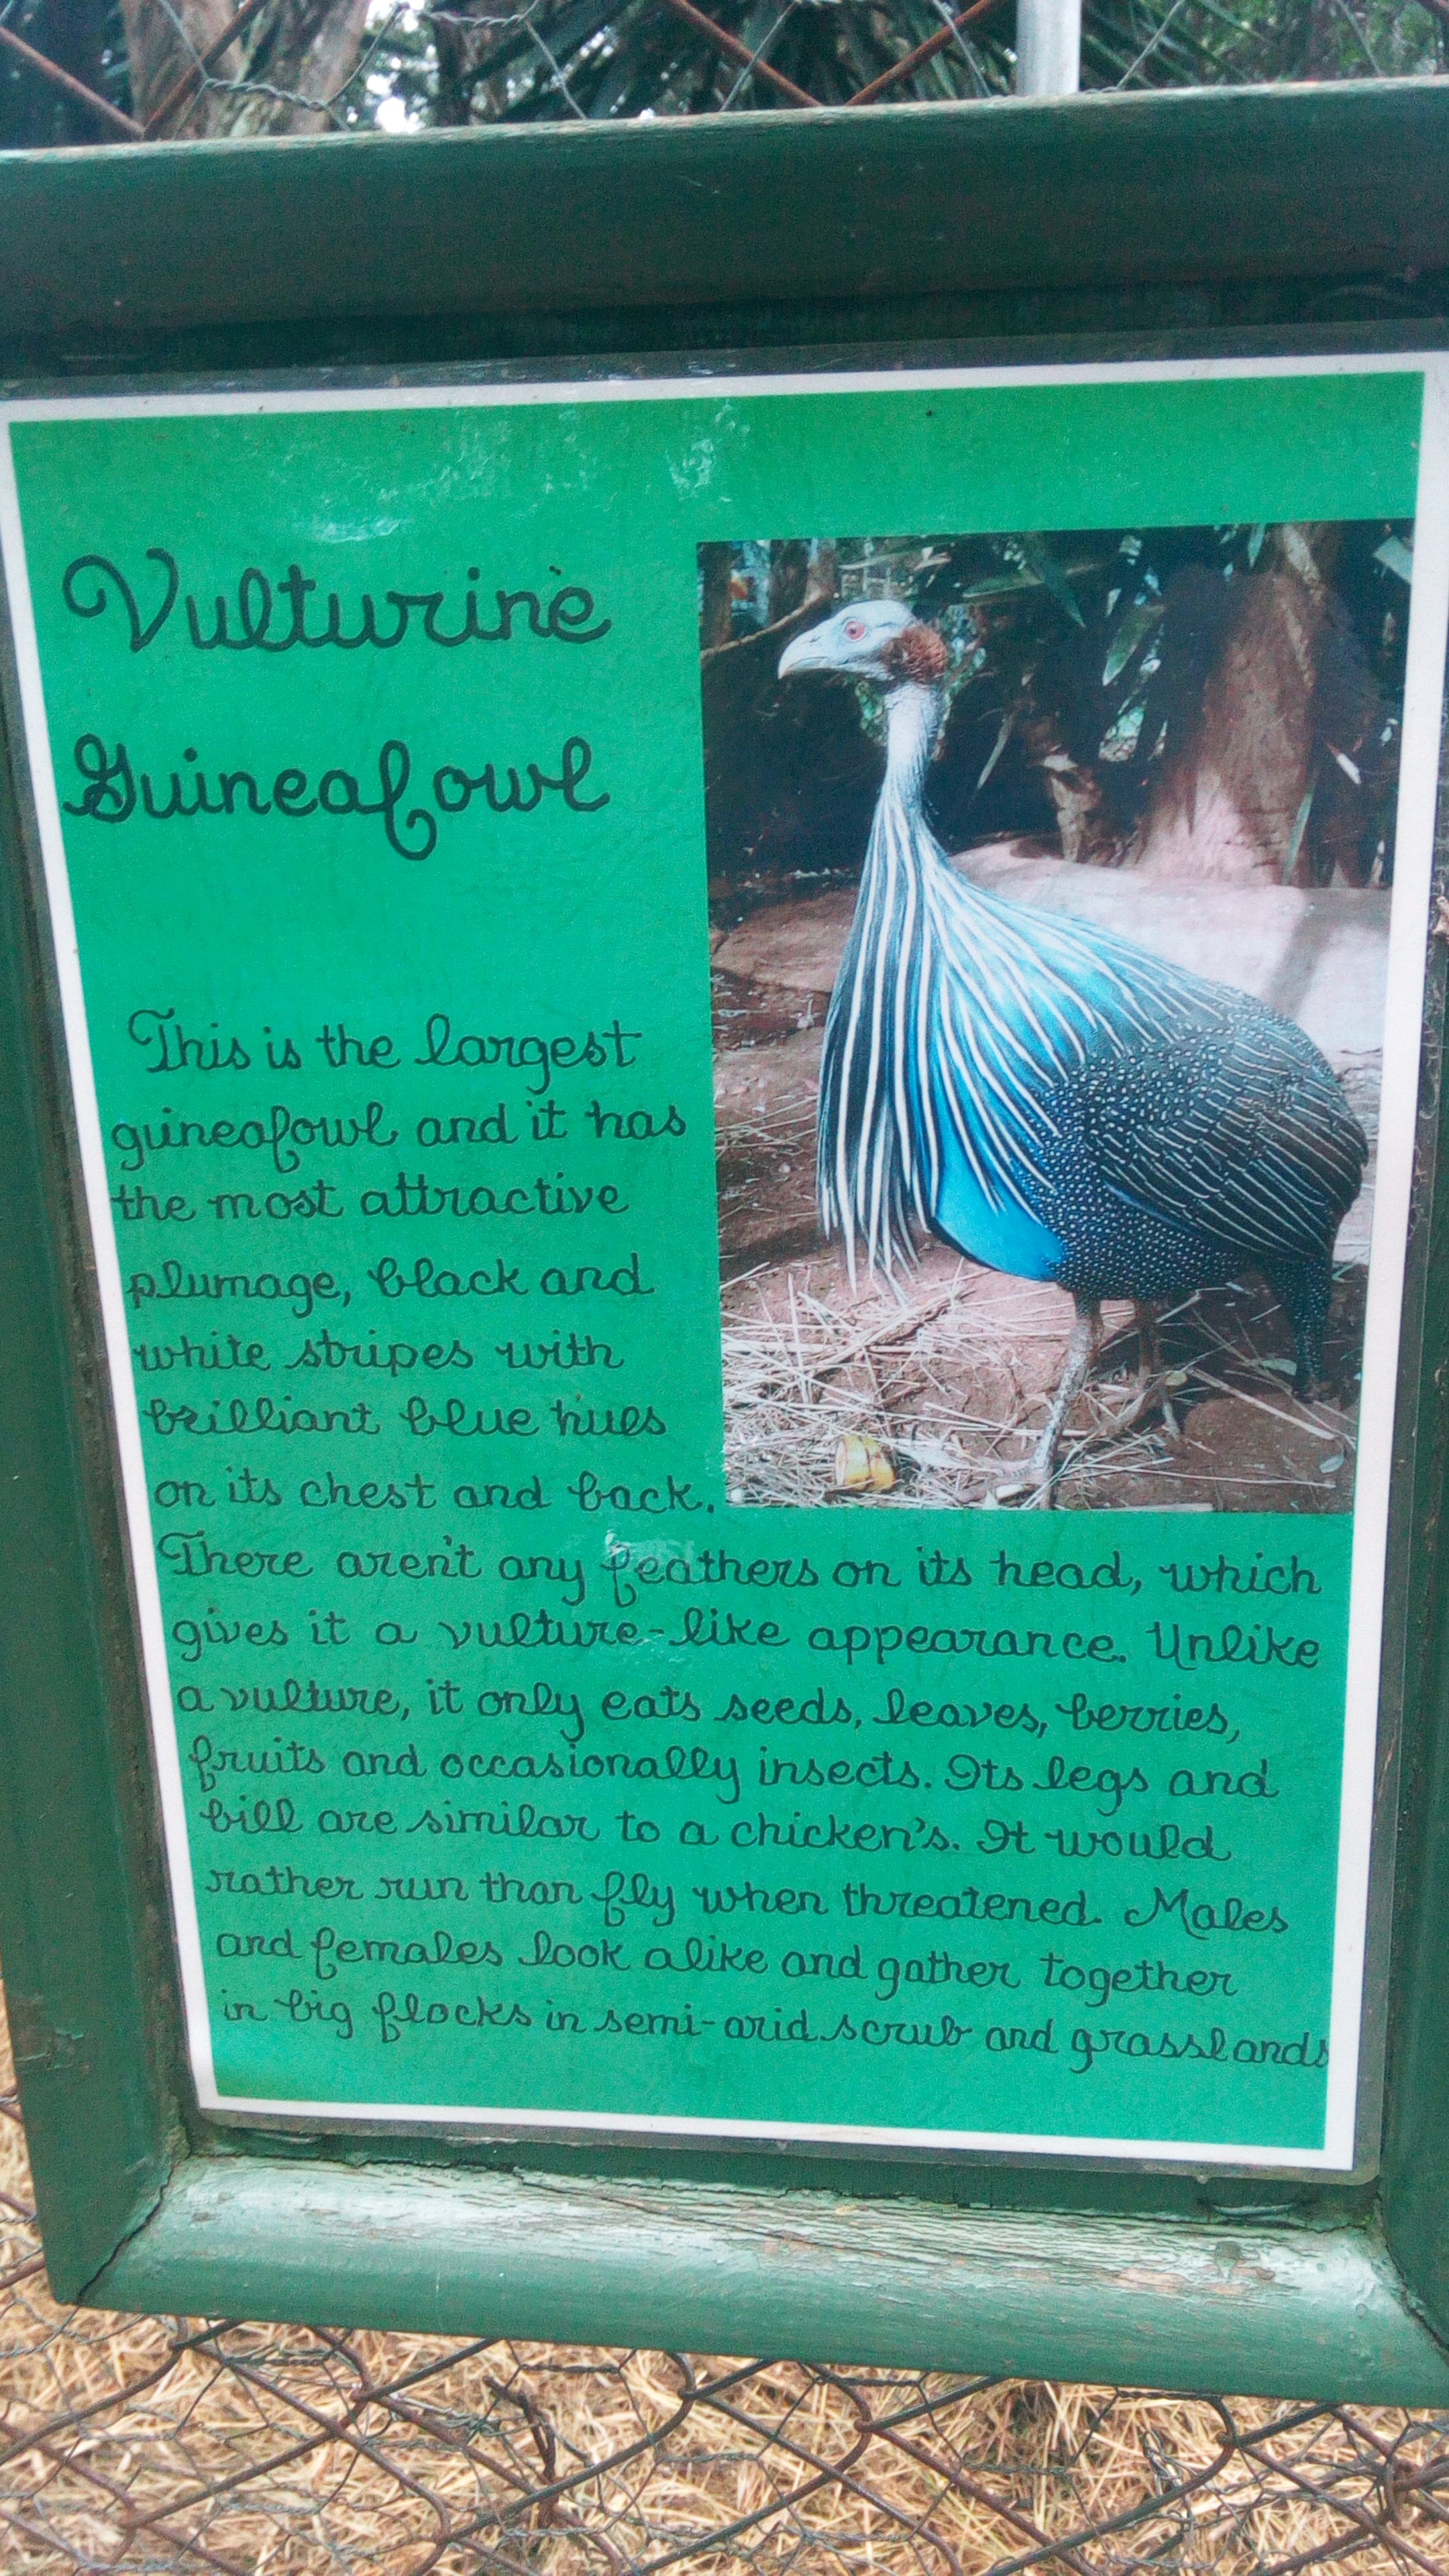 Vulturine
Guineafowl
This is the largest
guineafowl and it has
the most attractive
plumage, black and
white stripes with
brilliant blue hues
on its chest and back.
There aren't any feathers on its head, which
gives it a vulture-like appearance. Unlike
a vulture, it only eats seeds, leaves, berries,
fruits and occasionally insects. Its legs and
bill are similar to a chicken's. It would
rather run than fly when threatened. Males
and females look alike and gather together
in big flocks in semi-arid scrub and grasslands